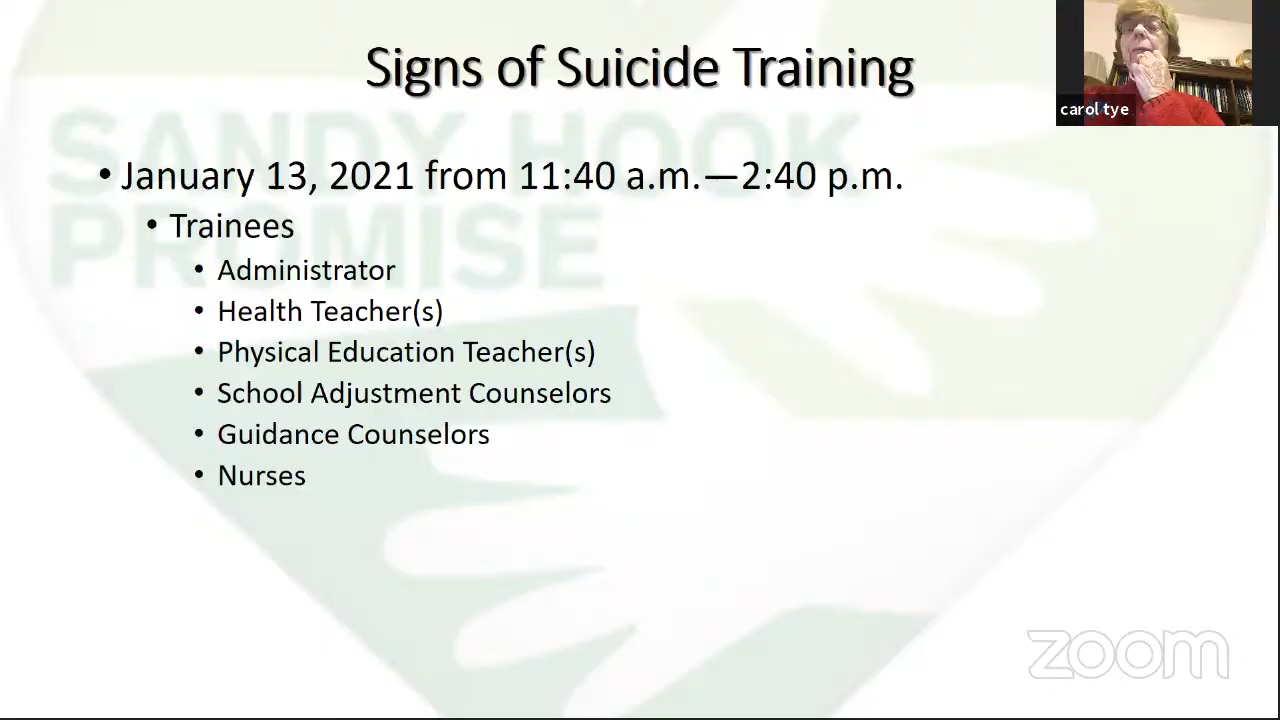 Signs of Suicide Training
carol tye
SANDY HOOK
PROMISE
• January 13, 2021 from 11:40 a.m.—2:40 p.m.
• Trainees
• Administrator
• Health Teacher(s)
• Physical Education Teacher(s)
• School Adjustment Counselors
• Guidance Counselors
• Nurses
zoom